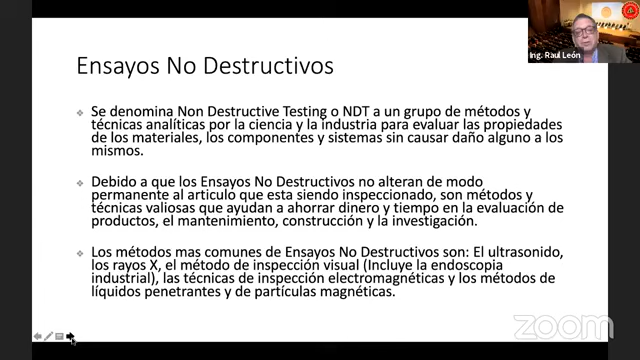 Ing. Raul León
Ensayos No Destructivos
Se denomina Non Destructive Testing o NDT a un grupo de métodos y
técnicas analíticas por la ciencia y la industria para evaluar las propiedades
de los materiales, los componentes y sistemas sin causar daño alguno a los
mismos.
Debido a que los Ensayos No Destructivos no alteran de modo
permanente al articulo que esta siendo inspeccionado, son métodos y
técnicas valiosas que ayudan a ahorrar dinero y tiempo en la evaluación de
productos, el mantenimiento, construcción y la investigación.
Los métodos mas comunes de Ensayos No Destructivos son: El ultrasonido,
los rayos X, el método de inspección visual (Incluye la endoscopia
industrial), las técnicas de inspección electromagnéticas y los métodos de
líquidos penetrantes y de partículas magnéticas.
zoom